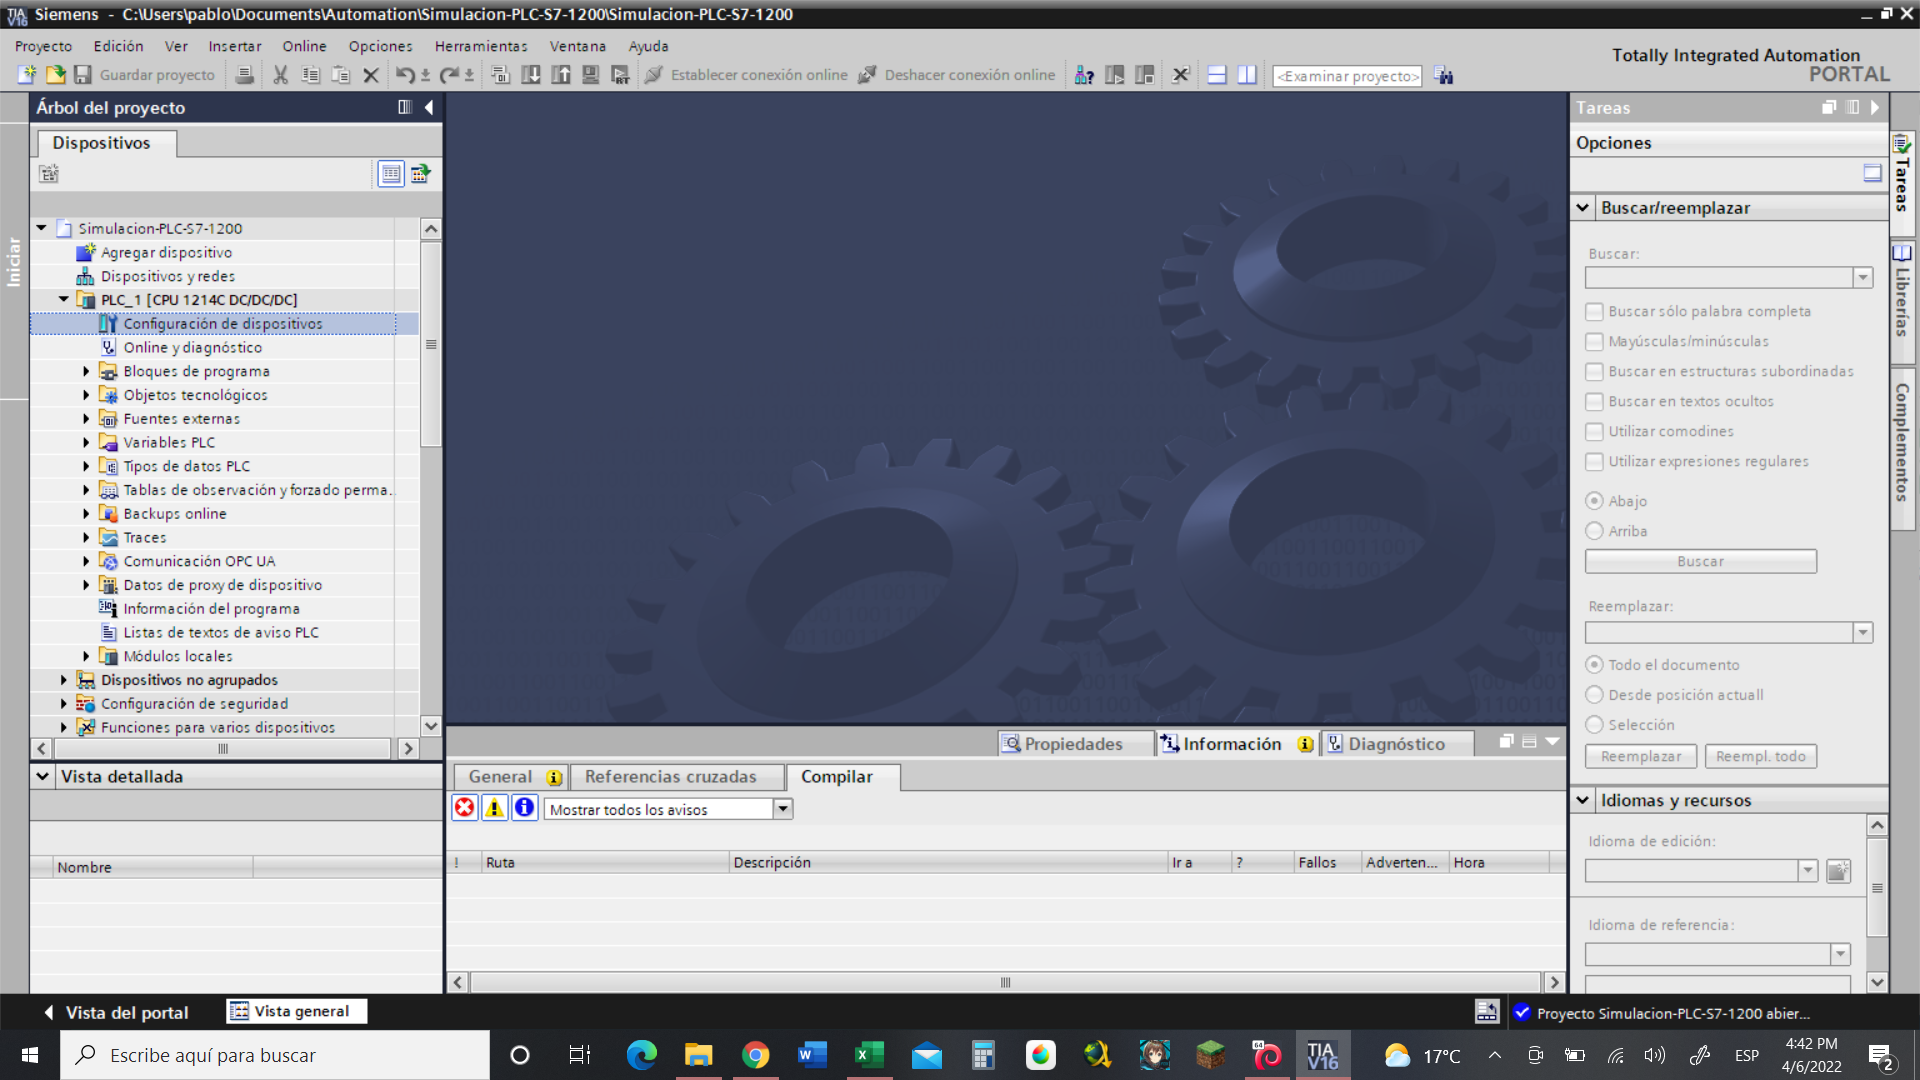 Siemens - C:\Users\pablo\Documents\Automation\Simulacion-PLC-S7-1200\Simulacion-PLC-S7-1200
Proyecto Edición Ver Insertar Online Opciones Herramientas Ventana Ayuda
Totally Integrated Automation
PORTAL
Guardar proyecto
Establecer conexión online
Deshacer conexión online
<Examinar proyecto>
Árbol del proyecto
Dispositivos
Iniciar
Simulacion-PLC-S7-1200
Agregar dispositivo
Dispositivos y redes
PLC_1 [CPU 1214C DC/DC/DC]
Configuración de dispositivos
Online y diagnóstico
Bloques de programa
Objetos tecnológicos
Fuentes externas
Variables PLC
Tipos de datos PLC
Tablas de observación y forzado perma..
Backups online
Traces
Comunicación OPC UA
Datos de proxy de dispositivo
Información del programa
Listas de textos de aviso PLC
Módulos locales
Dispositivos no agrupados
Configuración de seguridad
Funciones para varios dispositivos
Vista detallada
Nombre
Propiedades
Información
Diagnóstico
General
Referencias cruzadas
Compilar
Mostrar todos los avisos
! Ruta Descripción Ir a ? Fallos Adverten... Hora
Tareas
Opciones
Buscar/reemplazar
Buscar:
Buscar sólo palabra completa
Mayúsculas/minúsculas
Buscar en estructuras subordinadas
Buscar en textos ocultos
Utilizar comodines
Utilizar expresiones regulares
Abajo
Arriba
Buscar
Reemplazar:
Todo el documento
Desde posición actuall
Selección
Reemplazar
Reempl. todo
Idiomas y recursos
Idioma de edición:
Idioma de referencia:
Tareas
Librerías
Complementos
Vista del portal
Vista general
Proyecto Simulacion-PLC-S7-1200 abier...
Escribe aquí para buscar
64
TIA
V16
17°C
ESP
4:42 PM
4/6/2022
2